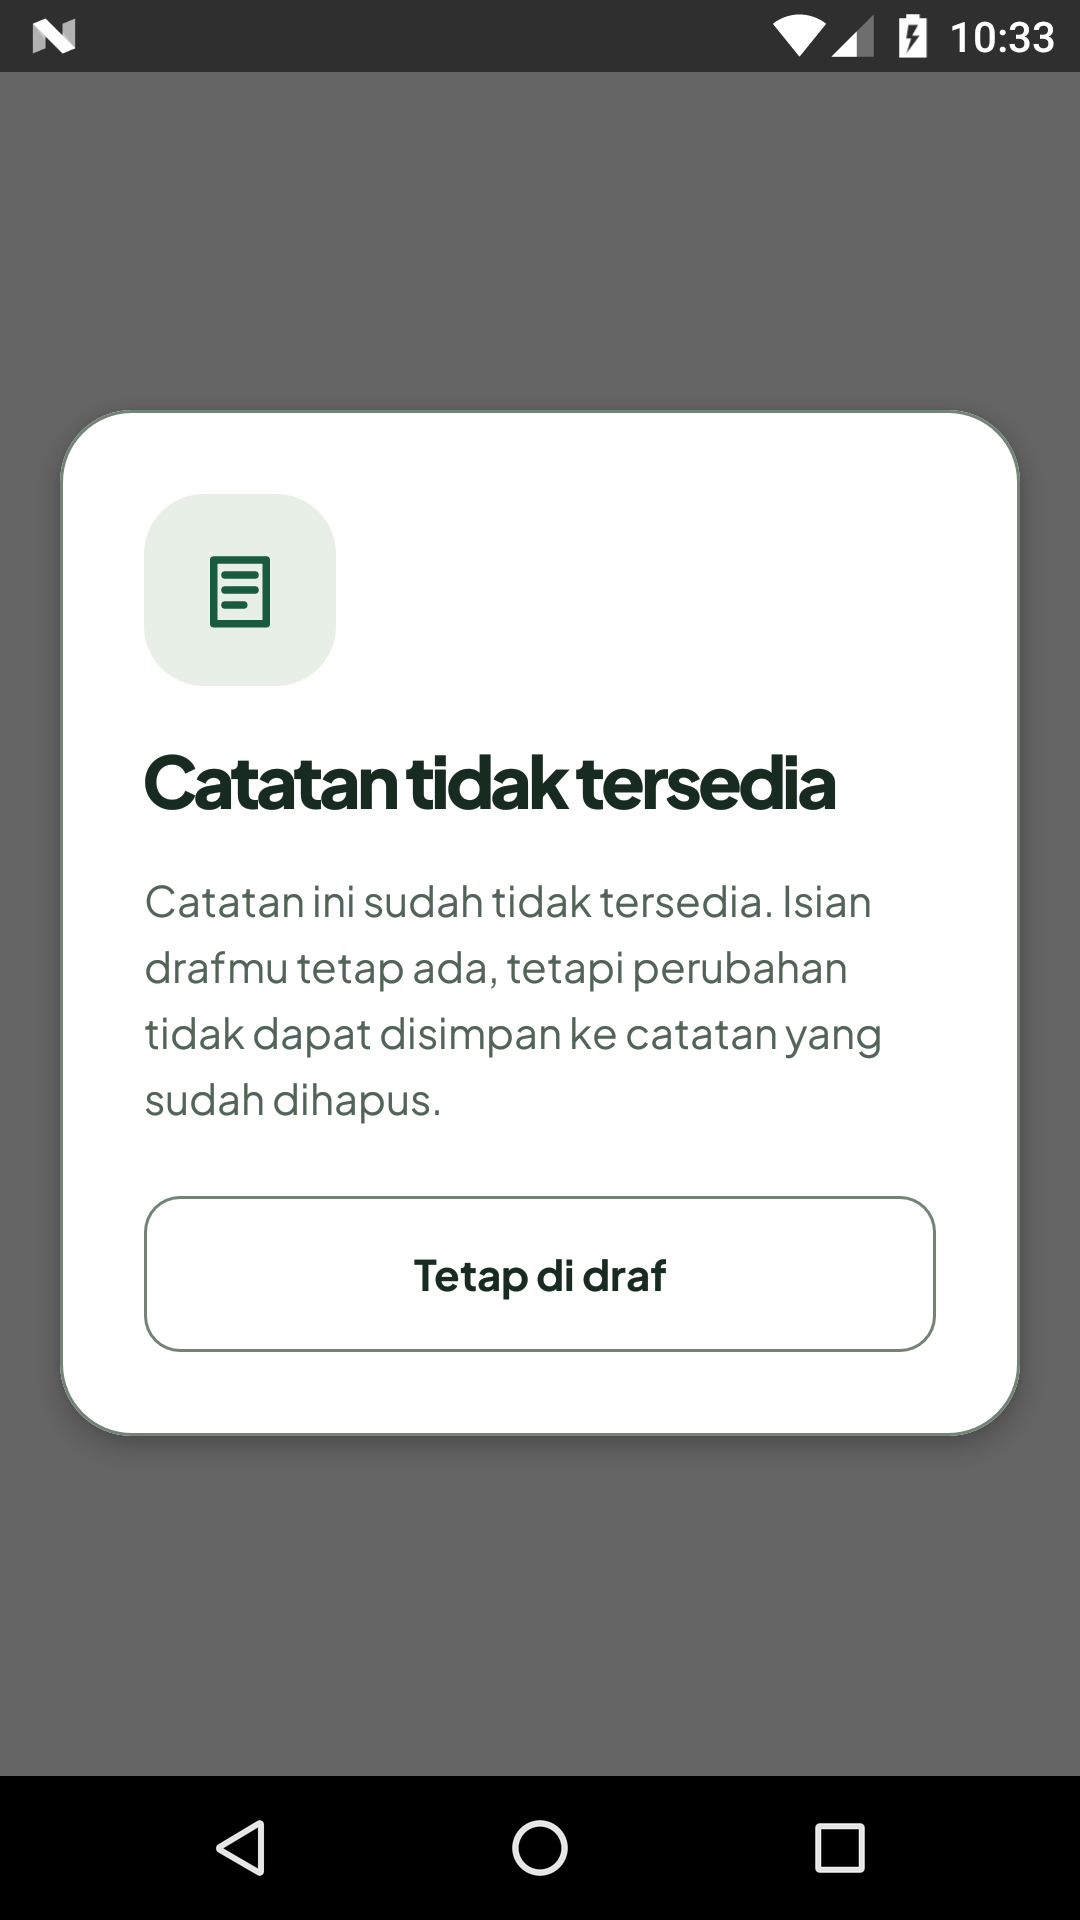 10:33
Catatan tidak tersedia
Catatan ini sudah tidak tersedia. Isian
drafmu tetap ada, tetapi perubahan
tidak dapat disimpan ke catatan yang
sudah dihapus.
Tetap di draf